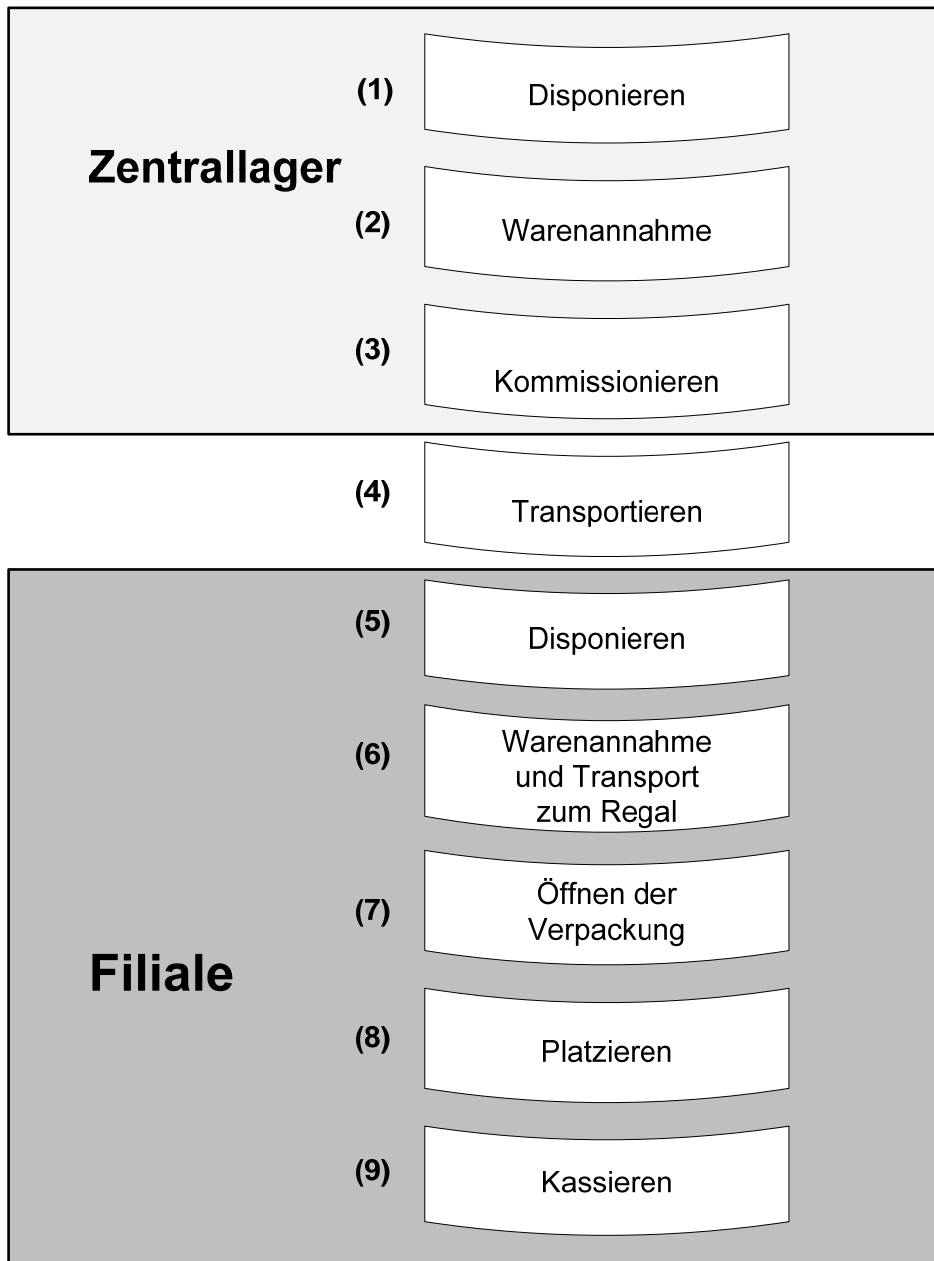 (1) Disponieren
Zentrallager
(2) Warenannahme
(3) Kommissionieren
(4) Transportieren
(5) Disponieren
(6) Warenannahme
und Transport
zum Regal
(7) Öffnen der
Verpackung
Filiale
(8) Platzieren
(9) Kassieren